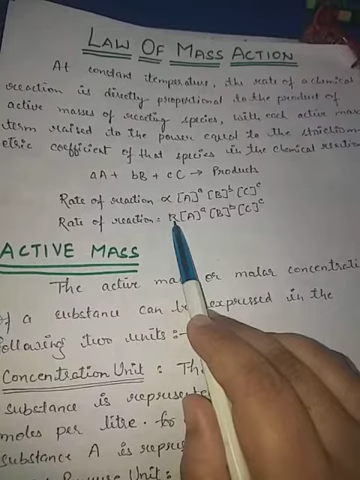 LAW OF MASS ACTION
At constant temperature, the rate of a chemical
reaction is directly proportional to the product of
active masses of reacting species, with each active mass
term raised to the power equal to the stoichiom
etric coefficient of that species in the chemical reaction
aA + bB + cC → Products
Rate of reaction ∝ [A]ᵃ [B]ᵇ [C]ᶜ
Rate of reaction = K[A]ᵃ [B]ᵇ [C]ᶜ
ACTIVE MASS
The active ma or molar concentrati
of a substance can be expressed in the
following two units :-
Concentration Unit : Th
substance is represente
moles per litre. for
substance A is repres
Unit :